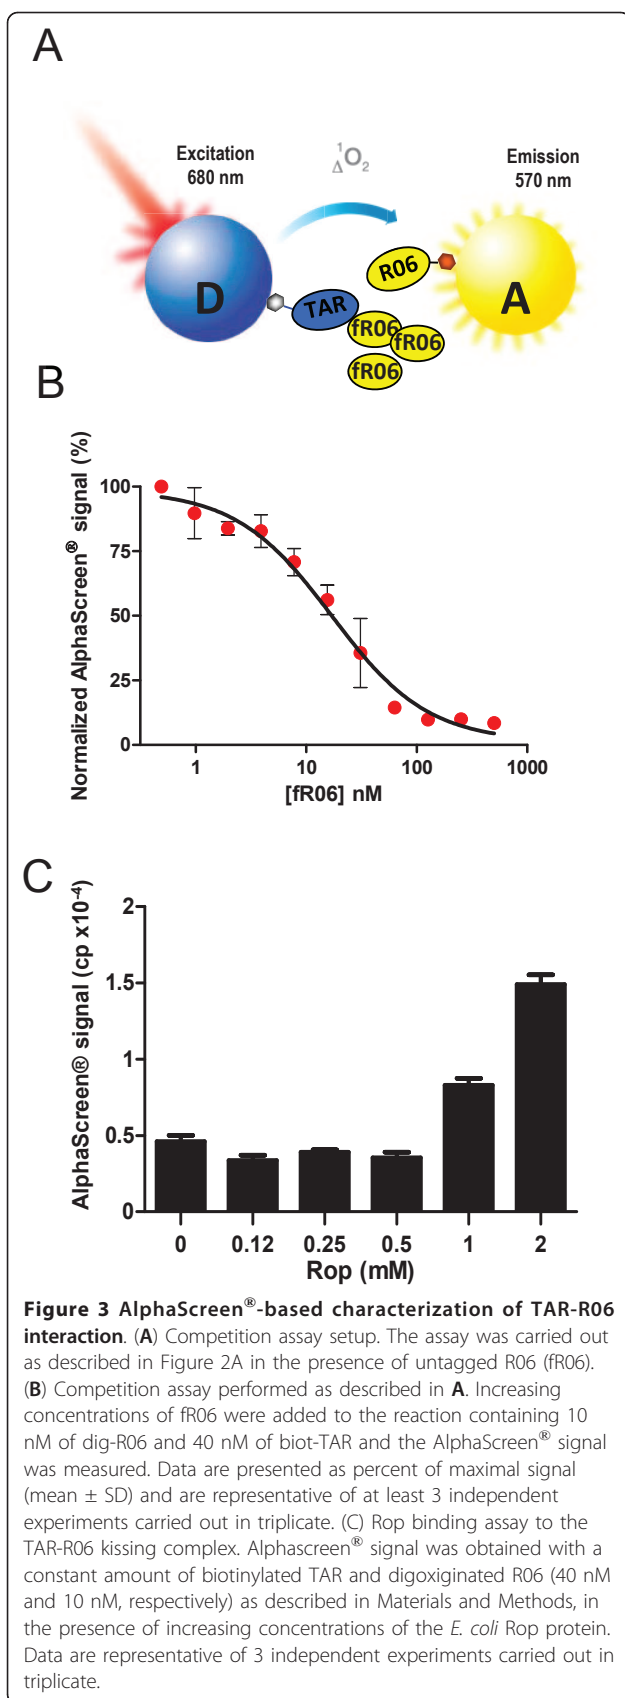 A
Excitation
680 nm
1
ΔO2
Emission
570 nm
D
TAR
R06
A
fR06
fR06
fR06
B
Normalized AlphaScreen® signal (%)
100
75
50
25
0
1
10
100
1000
[fR06] nM
C
AlphaScreen® signal (cp x10-4)
2
1.5
1
0.5
0
0
0.12
0.25
0.5
1
2
Rop (mM)
Figure 3 AlphaScreen®-based characterization of TAR-R06
interaction. (A) Competition assay setup. The assay was carried out
as described in Figure 2A in the presence of untagged R06 (fR06).
(B) Competition assay performed as described in A. Increasing
concentrations of fR06 were added to the reaction containing 10
nM of dig-R06 and 40 nM of biot-TAR and the AlphaScreen® signal
was measured. Data are presented as percent of maximal signal
(mean ± SD) and are representative of at least 3 independent
experiments carried out in triplicate. (C) Rop binding assay to the
TAR-R06 kissing complex. Alphascreen® signal was obtained with a
constant amount of biotinylated TAR and digoxiginated R06 (40 nM
and 10 nM, respectively) as described in Materials and Methods, in
the presence of increasing concentrations of the E. coli Rop protein.
Data are representative of 3 independent experiments carried out in
triplicate.